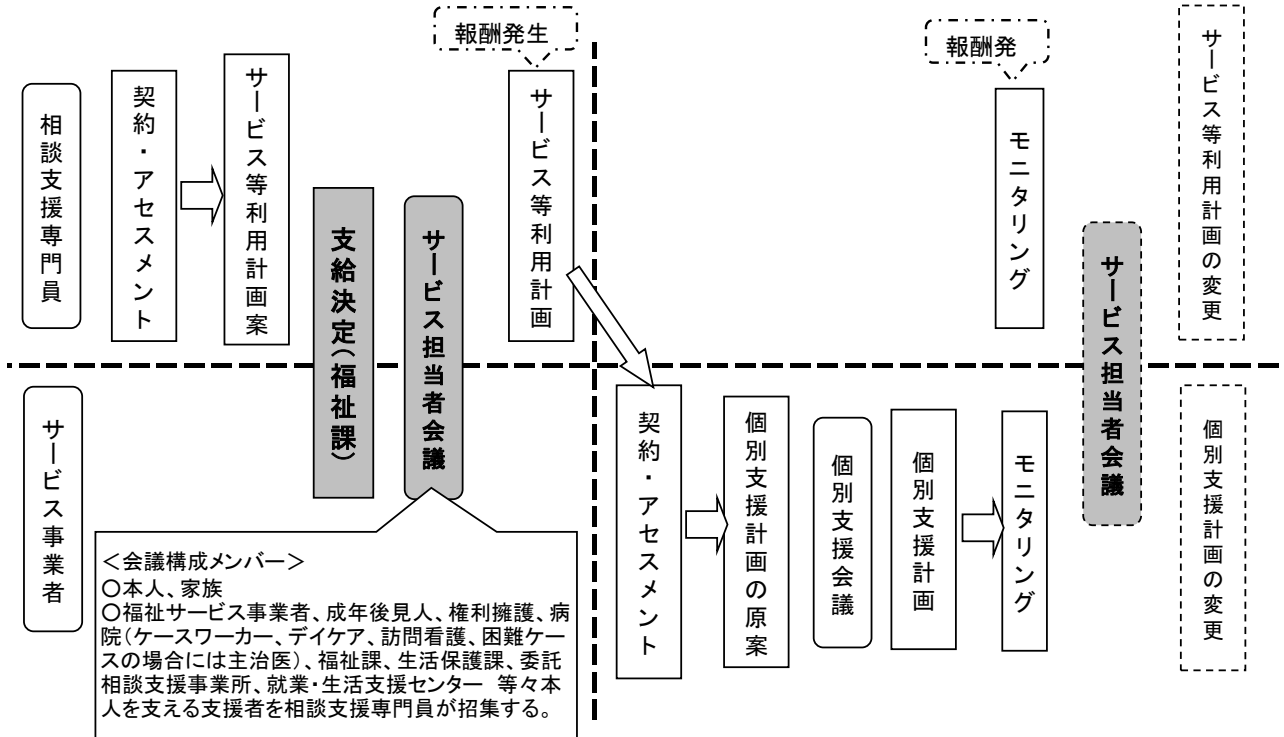 報酬発生
報酬発
相談支援専門員
契約・アセスメント
サービス等利用計画案
支給決定(福祉課)
サービス担当者会議
サービス等利用計画
モニタリング
サービス担当者会議
サービス等利用計画の変更
サービス事業者
契約・アセスメント
個別支援計画の原案
個別支援会議
個別支援計画
モニタリング
個別支援計画の変更
＜会議構成メンバー＞
○本人、家族
○福祉サービス事業者、成年後見人、権利擁護、病
院(ケースワーカー、デイケア、訪問看護、困難ケー
スの場合には主治医)、福祉課、生活保護課、委託
相談支援事業所、就業・生活支援センター 等々本
人を支える支援者を相談支援専門員が招集する。